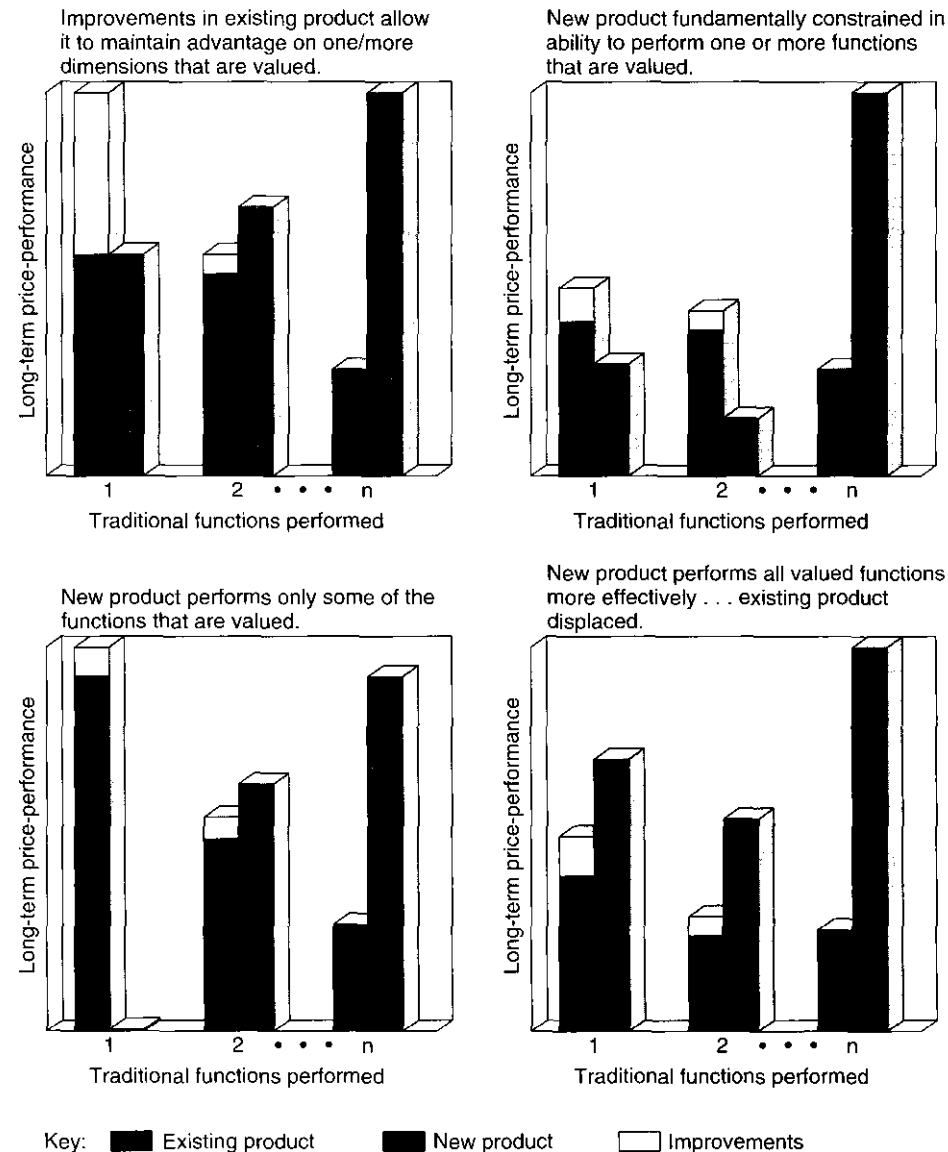 Improvements in existing product allow
it to maintain advantage on one/more
dimensions that are valued.
Long-term price-performance
1 2 • • • n
Traditional functions performed
New product fundamentally constrained in
ability to perform one or more functions
that are valued.
Long-term price-performance
1 2 • • • n
Traditional functions performed
New product performs only some of the
functions that are valued.
Long-term price-performance
1 2 • • • n
Traditional functions performed
New product performs all valued functions
more effectively . . . existing product
displaced.
Long-term price-performance
1 2 • • • n
Traditional functions performed
Key: Existing product New product Improvements